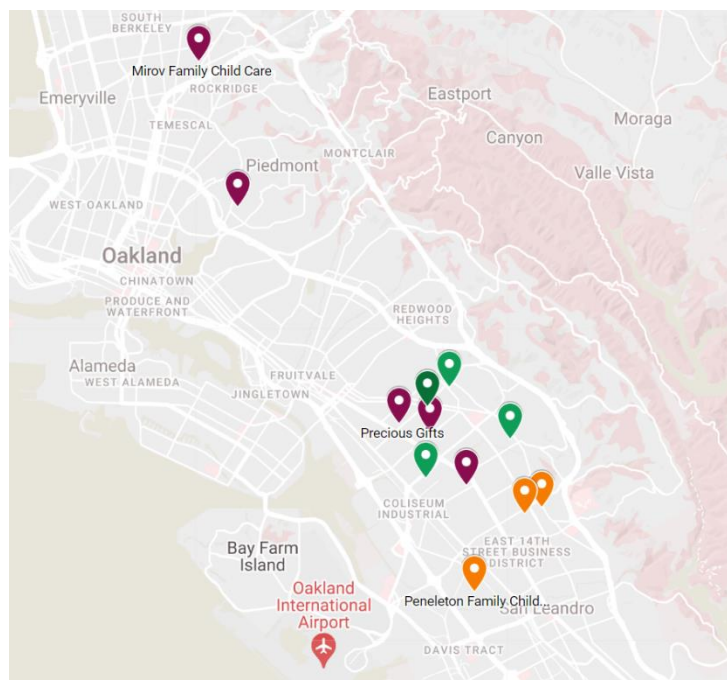 SOUTH
BERKELEY
Mirov Family Child Care
ROCKRIDGE
Emeryville
Eastport
Moraga
TEMESCAL
Canyon
MONTCLAIR
Piedmont
Valle Vista
WEST OAKLAND
Oakland
CHINATOWN
PRODUCE AND
WATERFRONT
REDWOOD
HEIGHTS
Alameda
WEST ALAMEDA
FRUITVALE
JINGLETOWN
Precious Gifts
COLISEUM
INDUSTRIAL
EAST 14TH
STREET BUSINESS
DISTRICT
Bay Farm
Island
Oakland
International
Airport
Peneleton Family Child...
San Leandro
DAVIS TRACT